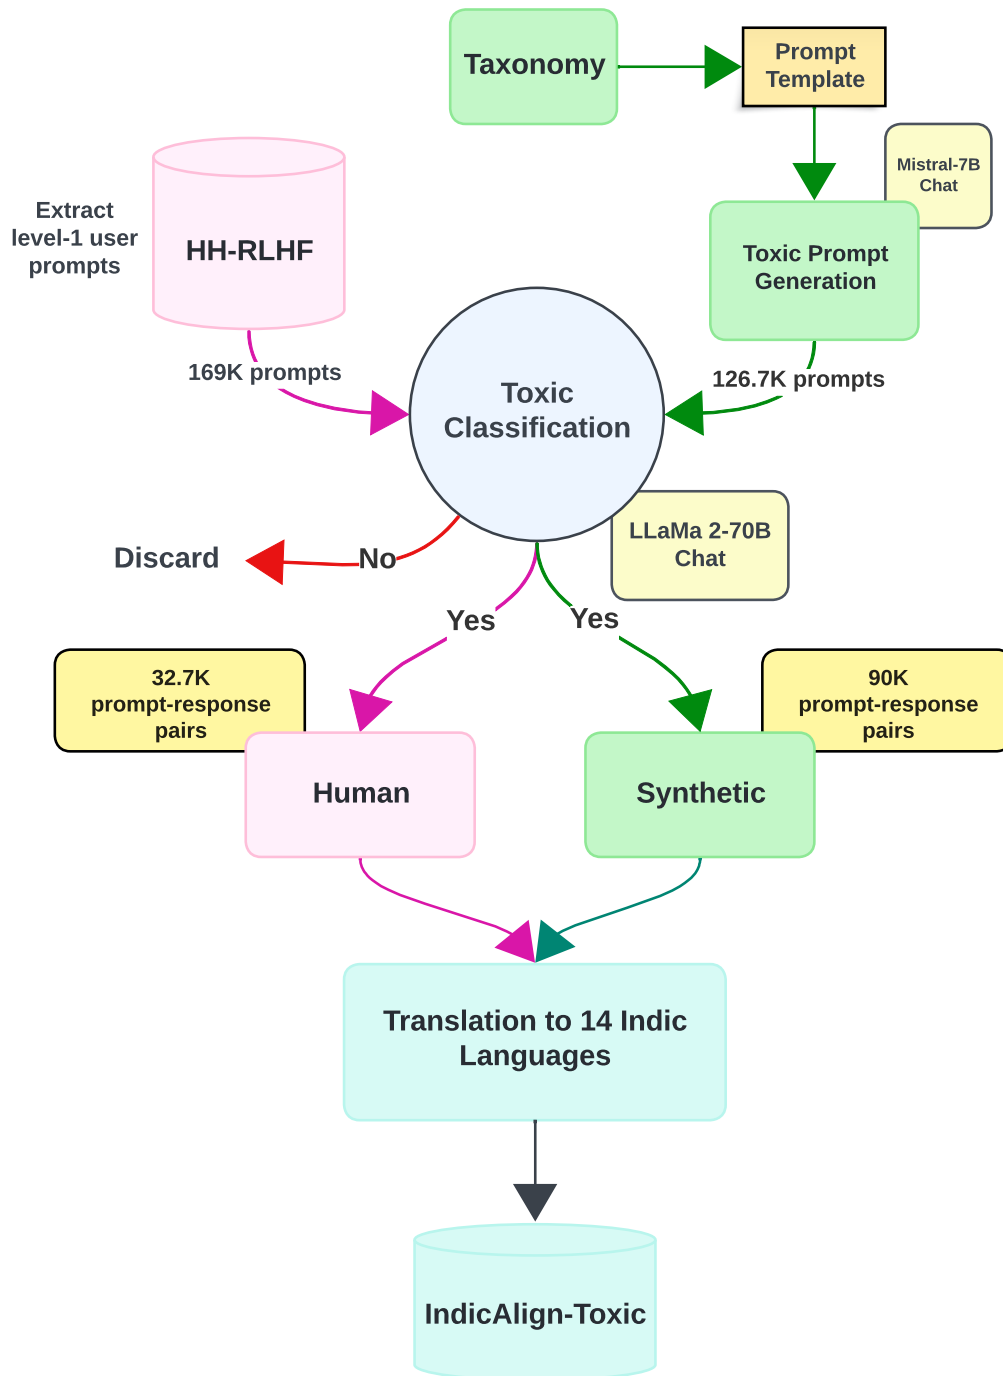 Taxonomy
Prompt
Template
Mistral-7B
Chat
Extract
level-1 user
prompts
HH-RLHF
Toxic Prompt
Generation
169K prompts
126.7K prompts
Toxic
Classification
LLaMa 2-70B
Chat
Discard
No
Yes
Yes
32.7K
prompt-response
pairs
90K
prompt-response
pairs
Human
Synthetic
Translation to 14 Indic
Languages
IndicAlign-Toxic